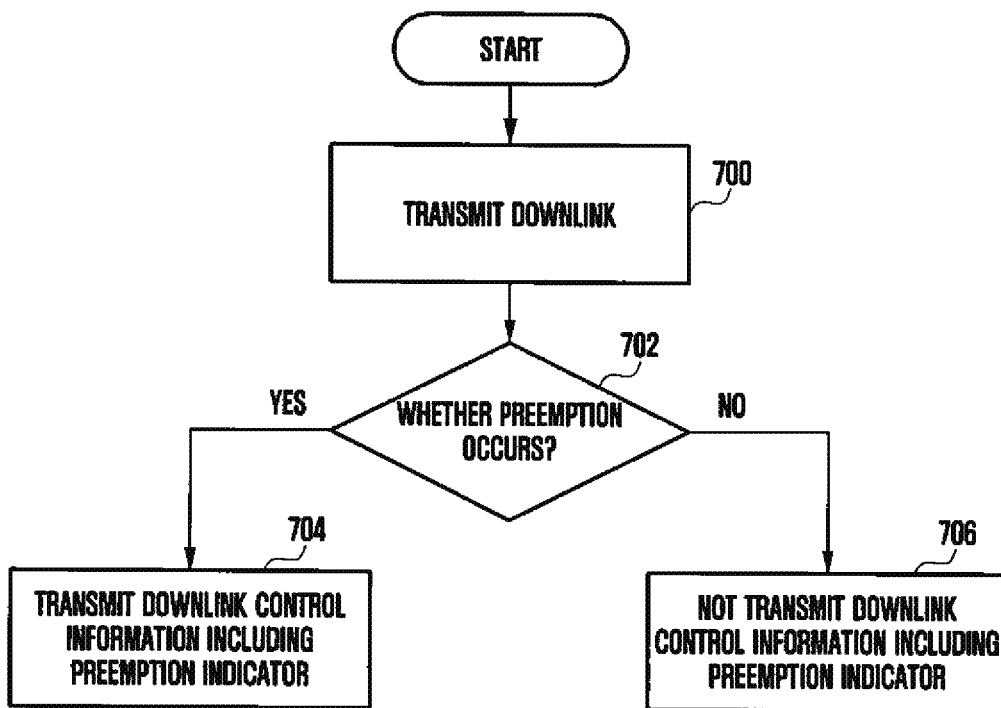 START
700
TRANSMIT DOWNLINK
702
YES
WHETHER PREEMPTION
OCCURS?
NO
704
TRANSMIT DOWNLINK CONTROL
INFORMATION INCLUDING
PREEMPTION INDICATOR
706
NOT TRANSMIT DOWNLINK
CONTROL INFORMATION INCLUDING
PREEMPTION INDICATOR